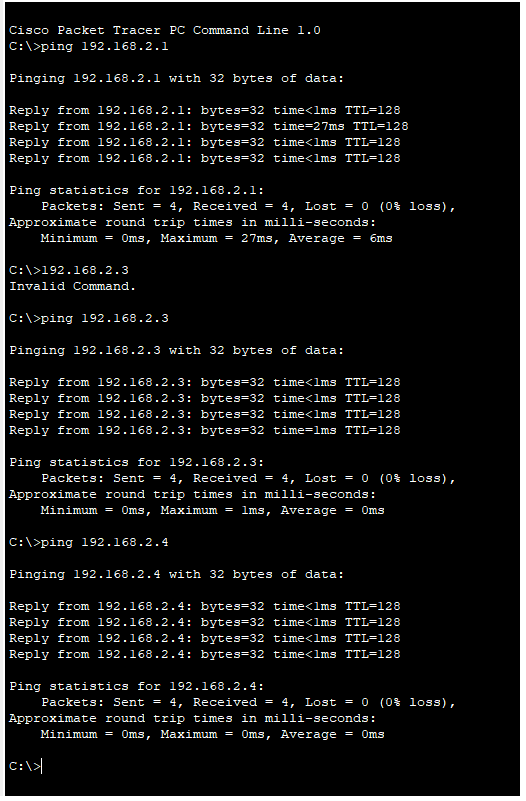 Cisco Packet Tracer PC Command Line 1.0
C:\>ping 192.168.2.1
Pinging 192.168.2.1 with 32 bytes of data:
Reply from 192.168.2.1: bytes=32 time<1ms TTL=128
Reply from 192.168.2.1: bytes=32 time=27ms TTL=128
Reply from 192.168.2.1: bytes=32 time<1ms TTL=128
Reply from 192.168.2.1: bytes=32 time<1ms TTL=128
Ping statistics for 192.168.2.1:
    Packets: Sent = 4, Received = 4, Lost = 0 (0% loss),
Approximate round trip times in milli-seconds:
    Minimum = 0ms, Maximum = 27ms, Average = 6ms
C:\>192.168.2.3
Invalid Command.
C:\>ping 192.168.2.3
Pinging 192.168.2.3 with 32 bytes of data:
Reply from 192.168.2.3: bytes=32 time<1ms TTL=128
Reply from 192.168.2.3: bytes=32 time<1ms TTL=128
Reply from 192.168.2.3: bytes=32 time<1ms TTL=128
Reply from 192.168.2.3: bytes=32 time=1ms TTL=128
Ping statistics for 192.168.2.3:
    Packets: Sent = 4, Received = 4, Lost = 0 (0% loss),
Approximate round trip times in milli-seconds:
    Minimum = 0ms, Maximum = 1ms, Average = 0ms
C:\>ping 192.168.2.4
Pinging 192.168.2.4 with 32 bytes of data:
Reply from 192.168.2.4: bytes=32 time<1ms TTL=128
Reply from 192.168.2.4: bytes=32 time<1ms TTL=128
Reply from 192.168.2.4: bytes=32 time<1ms TTL=128
Reply from 192.168.2.4: bytes=32 time<1ms TTL=128
Ping statistics for 192.168.2.4:
    Packets: Sent = 4, Received = 4, Lost = 0 (0% loss),
Approximate round trip times in milli-seconds:
    Minimum = 0ms, Maximum = 0ms, Average = 0ms
C:\>